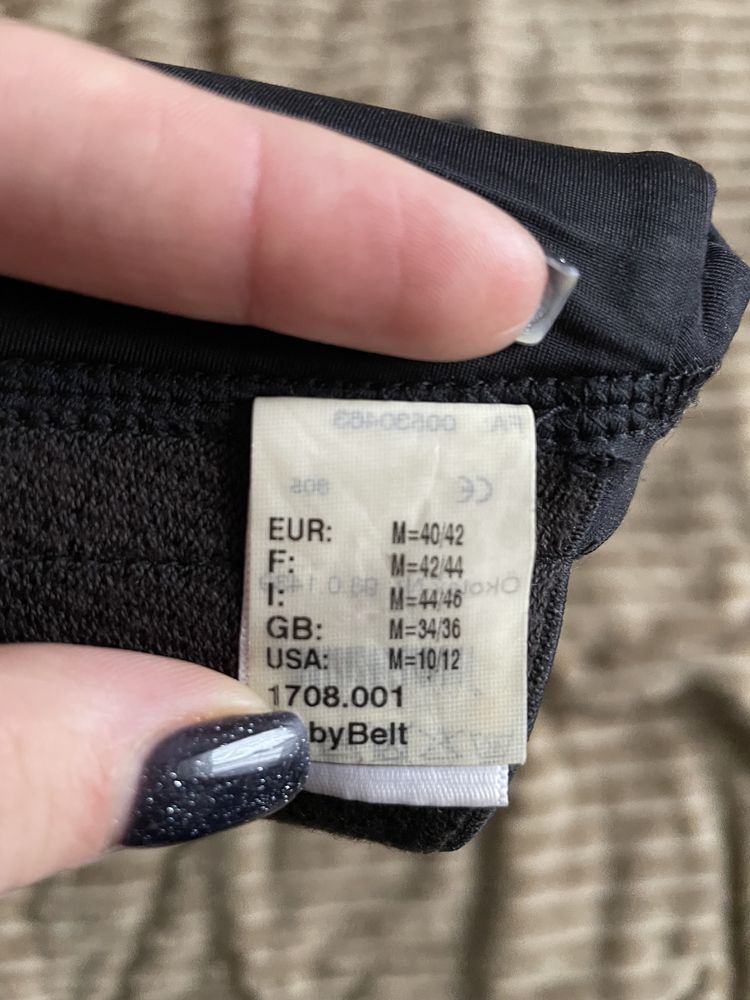 EUR: M=40/42
F: M=42/44
I: M=44/46
GB: M=34/36
USA: M=10/12
1708.001
byBelt